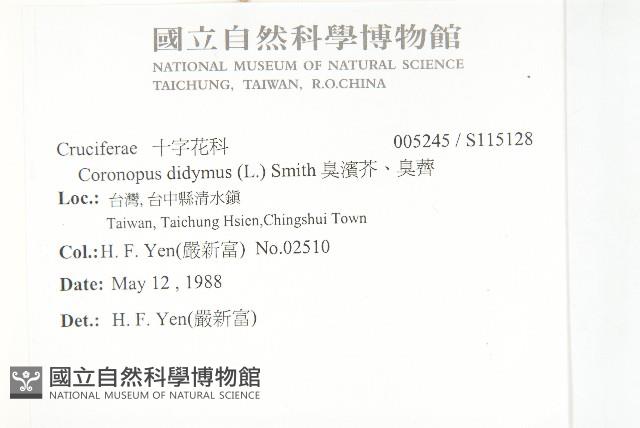 國立自然科學博物館
NATIONAL MUSEUM OF NATURAL SCIENCE
TAICHUNG, TAIWAN, R.O.CHINA
Cruciferae 十字花科 005245 / S115128
Coronopus didymus (L.) Smith 臭濱芥、臭薺
Loc.: 台灣, 台中縣清水鎮
Taiwan, Taichung Hsien,Chingshui Town
Col.: H. F. Yen(嚴新富) No.02510
Date: May 12 , 1988
Det.: H. F. Yen(嚴新富)
國立自然科學博物館
NATIONAL MUSEUM OF NATURAL SCIENCE